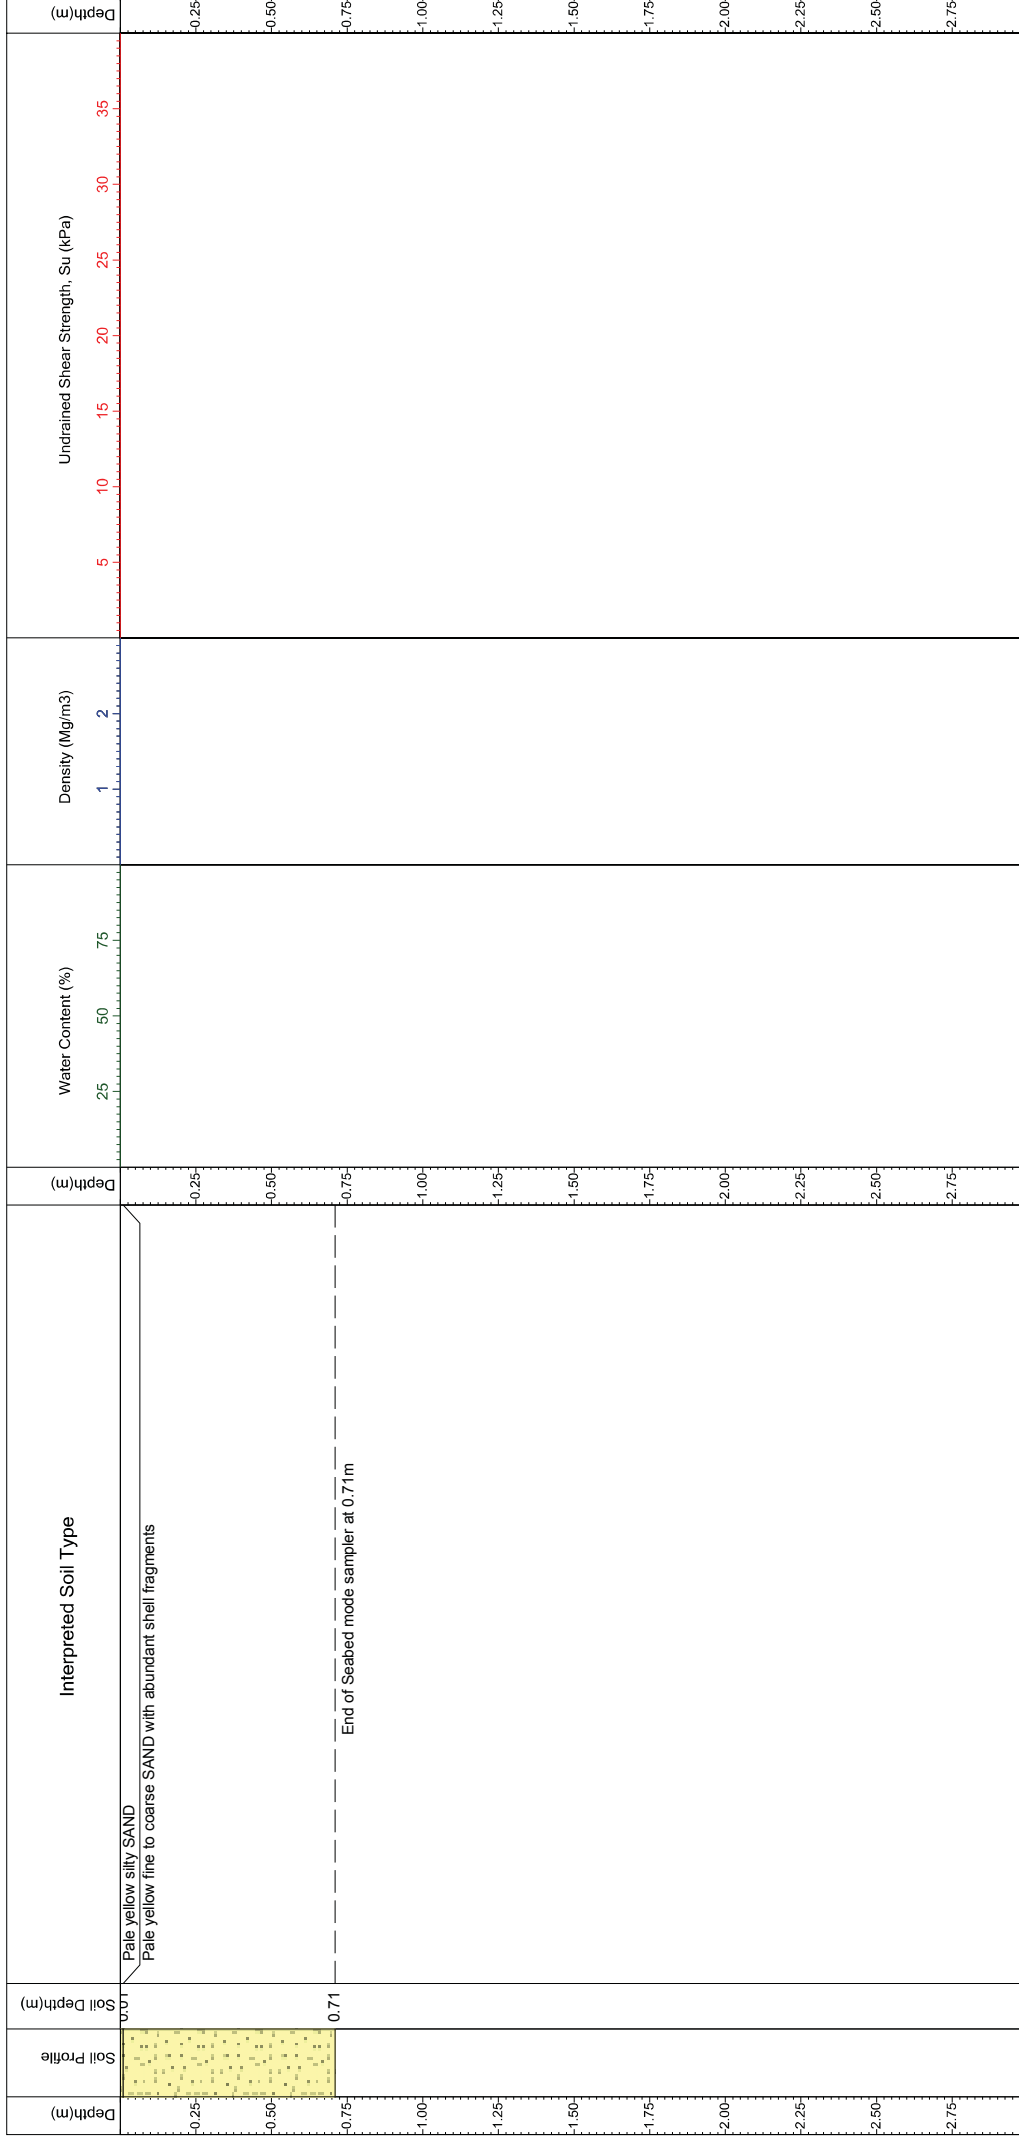 Depth(m)
Soil Profile
Soil Depth(m)
Interpreted Soil Type
Depth(m)
Water Content (%)
25 50 75
Density (Mg/m3)
1 2
Undrained Shear Strength, Su (kPa)
5 10 15 20 25 30 35
Depth(m)
0.01
Pale yellow silty SAND
Pale yellow fine to coarse SAND with abundant shell fragments
0.25 0.25 0.25
0.50 0.50 0.50
0.71
End of Seabed mode sampler at 0.71m
0.75 0.75 0.75
1.00 1.00 1.00
1.25 1.25 1.25
1.50 1.50 1.50
1.75 1.75 1.75
2.00 2.00 2.00
2.25 2.25 2.25
2.50 2.50 2.50
2.75 2.75 2.75